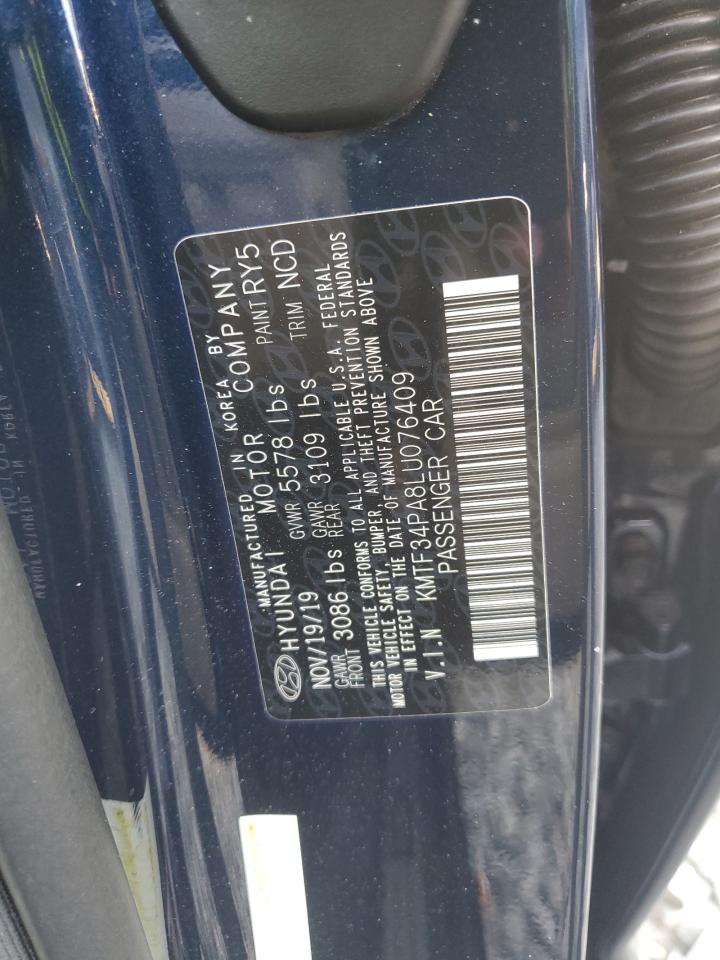 MANUFACTURED IN KOREA BY
HYUNDAI MOTOR COMPANY
NOV/19/19 GVWR 5578 lbs PAINT RY5
GAWR FRONT 3086 lbs GAWR REAR 3109 lbs TRIM NCD
THIS VEHICLE CONFORMS TO ALL APPLICABLE U.S.A. FEDERAL
MOTOR VEHICLE SAFETY, BUMPER, AND THEFT PREVENTION STANDARDS
IN EFFECT ON THE DATE OF MANUFACTURE SHOWN ABOVE
V.I.N KMTF34PA8LU076409
PASSENGER CAR